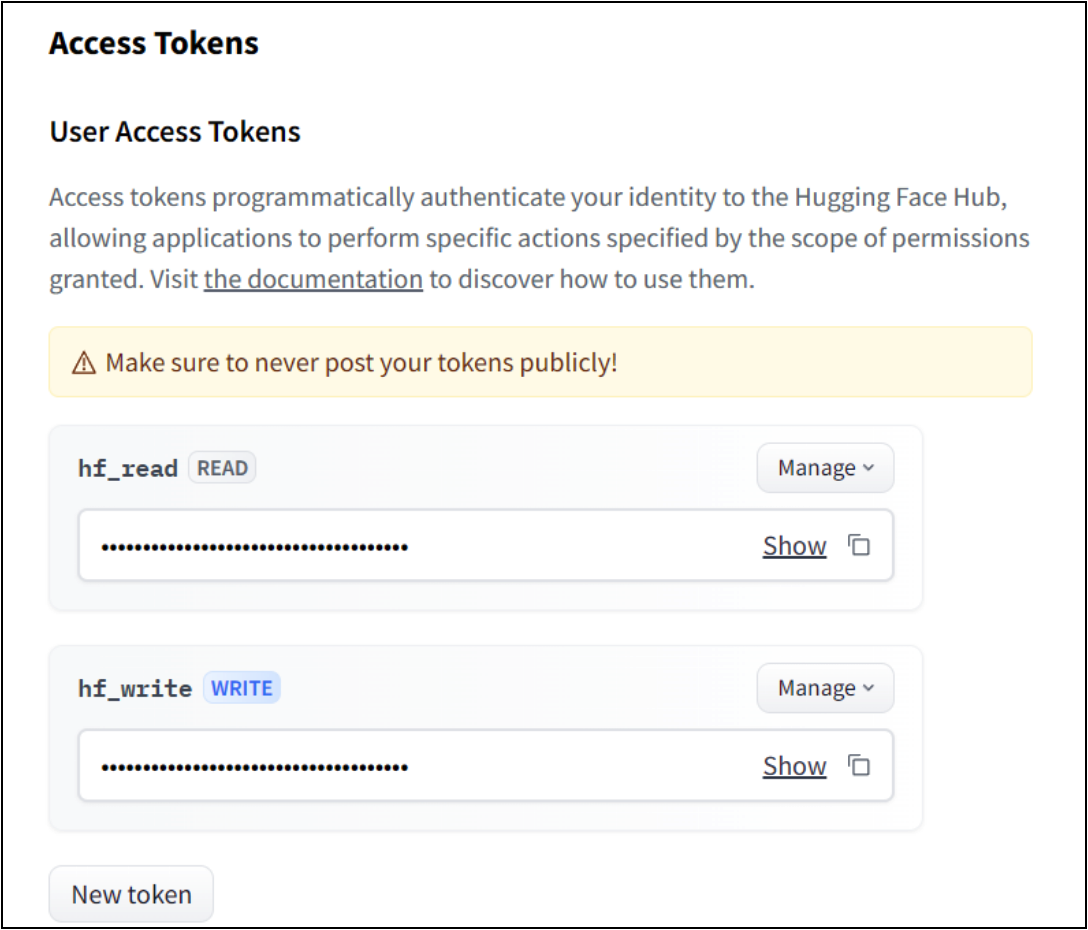 Access Tokens
User Access Tokens
Access tokens programmatically authenticate your identity to the Hugging Face Hub,
allowing applications to perform specific actions specified by the scope of permissions
granted. Visit the documentation to discover how to use them.
⚠ Make sure to never post your tokens publicly!
hf_read READ Manage
••••••••••••••••••••••••••••••••••••• Show
hf_write WRITE Manage
••••••••••••••••••••••••••••••••••••• Show
New token